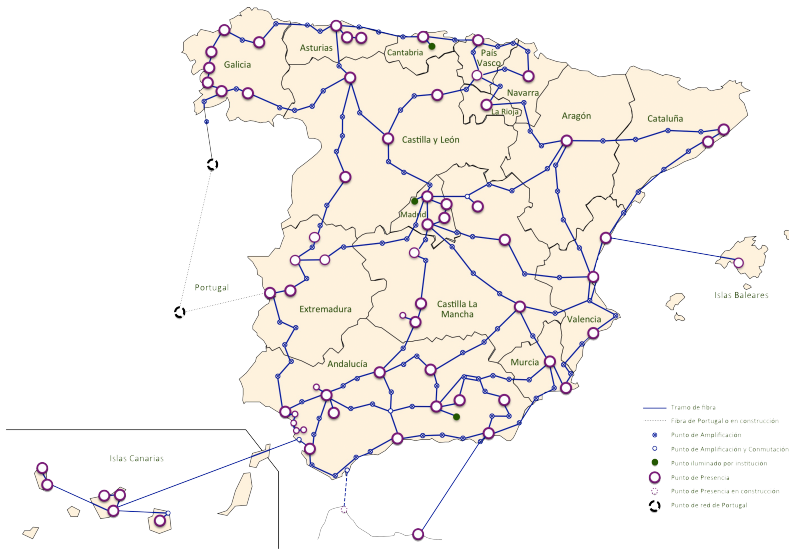 Asturias
Cantabria
País
Vasco
Galicia
Navarra
La Rioja
Aragón
Cataluña
Castilla y León
Madrid
Portugal
Extremadura
Castilla La
Mancha
Valencia
Islas Baleares
Andalucía
Murcia
Islas Canarias
Tramo de fibra
Fibra de Portugal o en construcción
Punto de Amplificación
Punto de Amplificación y Conmutación
Punto iluminado por institución
Punto de Presencia
Punto de Presencia en construcción
Punto de red de Portugal